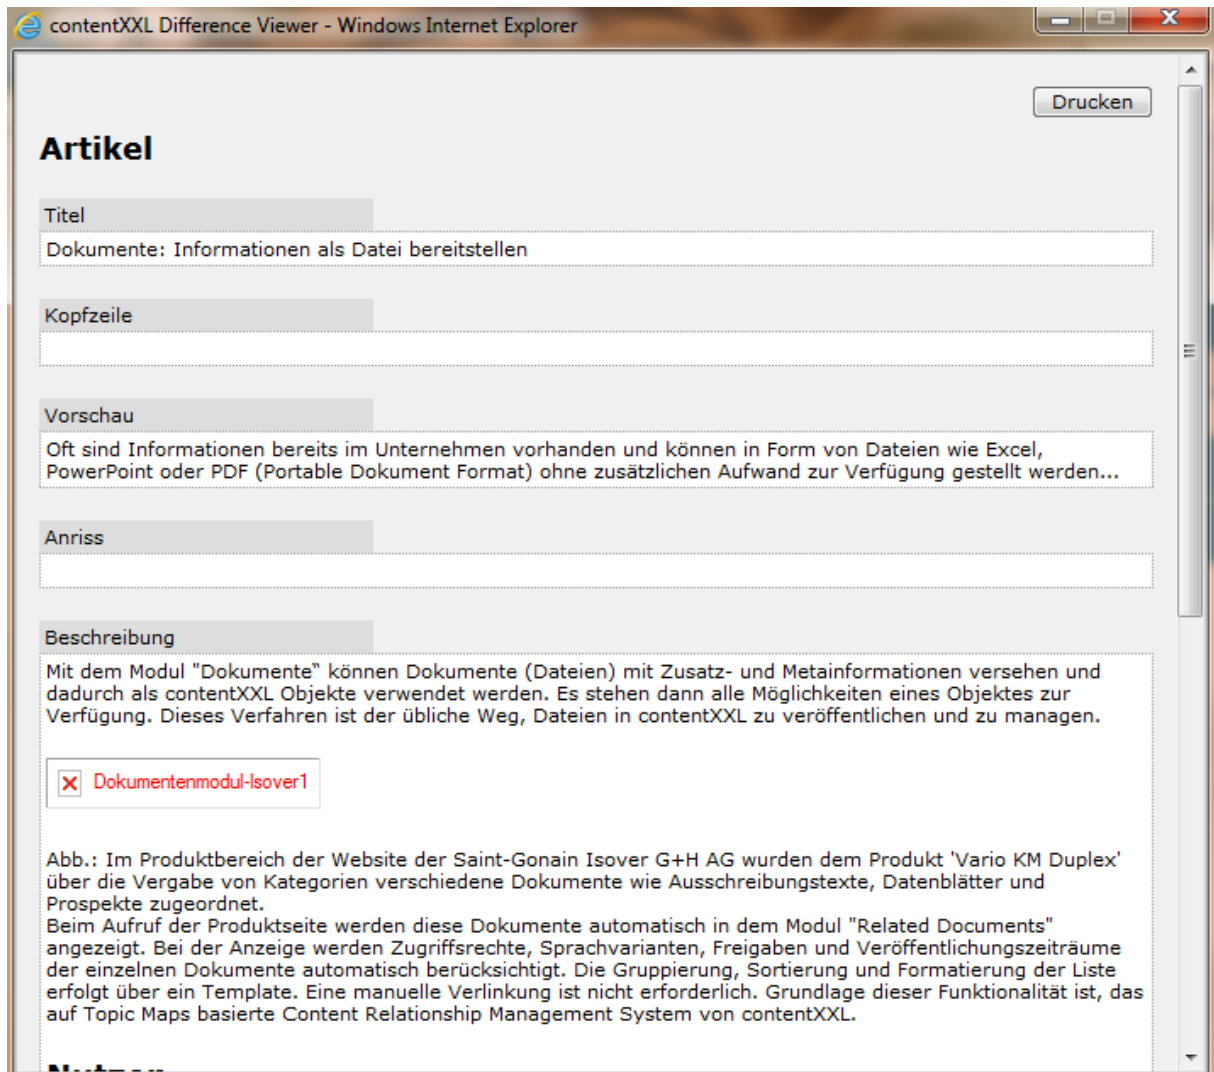 contentXXL Difference Viewer - Windows Internet Explorer
Drucken
Artikel
Titel
Dokumente: Informationen als Datei bereitstellen
Kopfzeile
Vorschau
Oft sind Informationen bereits im Unternehmen vorhanden und können in Form von Dateien wie Excel,
PowerPoint oder PDF (Portable Dokument Format) ohne zusätzlichen Aufwand zur Verfügung gestellt werden...
Anriss
Beschreibung
Mit dem Modul "Dokumente" können Dokumente (Dateien) mit Zusatz- und Metainformationen versehen und
dadurch als contentXXL Objekte verwendet werden. Es stehen dann alle Möglichkeiten eines Objektes zur
Verfügung. Dieses Verfahren ist der übliche Weg, Dateien in contentXXL zu veröffentlichen und zu managen.
Dokumentenmodul-Isover1
Abb.: Im Produktbereich der Website der Saint-Gonain Isover G+H AG wurden dem Produkt 'Vario KM Duplex'
über die Vergabe von Kategorien verschiedene Dokumente wie Ausschreibungstexte, Datenblätter und
Prospekte zugeordnet.
Beim Aufruf der Produktseite werden diese Dokumente automatisch in dem Modul "Related Documents"
angezeigt. Bei der Anzeige werden Zugriffsrechte, Sprachvarianten, Freigaben und Veröffentlichungszeiträume
der einzelnen Dokumente automatisch berücksichtigt. Die Gruppierung, Sortierung und Formatierung der Liste
erfolgt über ein Template. Eine manuelle Verlinkung ist nicht erforderlich. Grundlage dieser Funktionalität ist, das
auf Topic Maps basierte Content Relationship Management System von contentXXL.